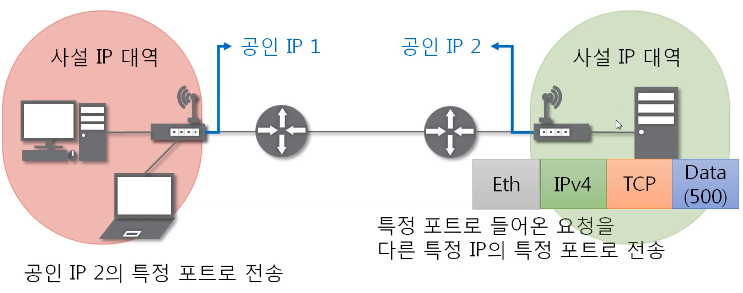 공인 IP 1
공인 IP 2
사설 IP 대역
사설 IP 대역
Eth
IPv4
TCP
Data
(500)
특정 포트로 들어온 요청을
다른 특정 IP의 특정 포트로 전송
공인 IP 2의 특정 포트로 전송